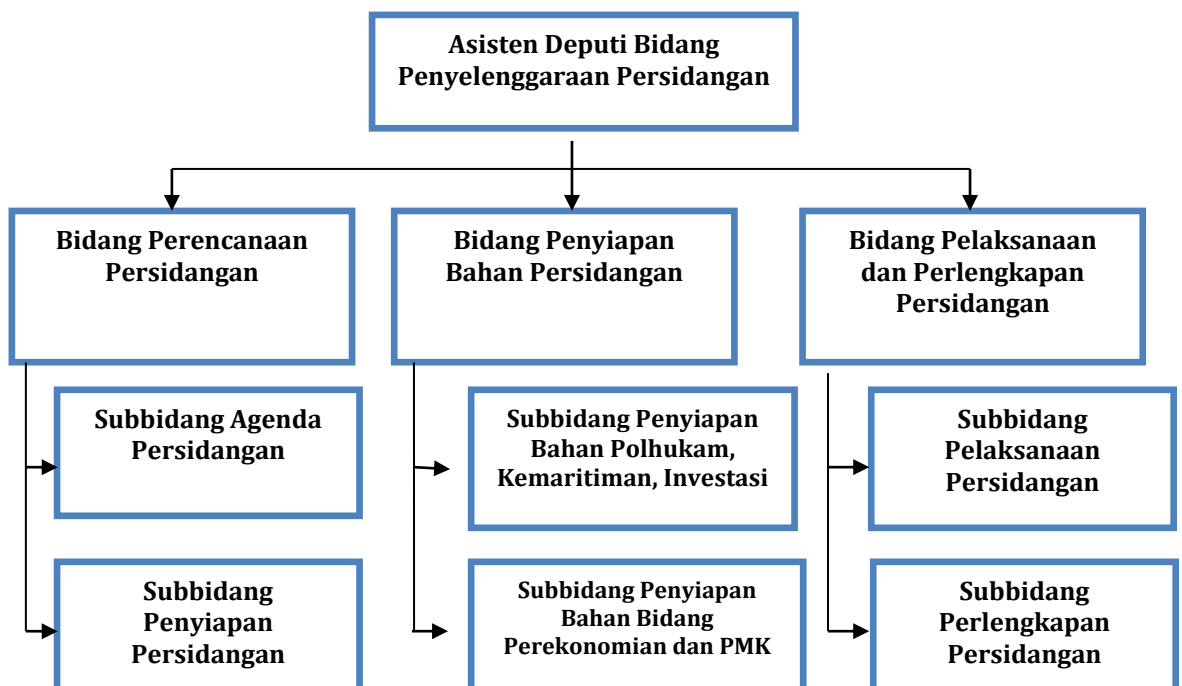 Asisten Deputi Bidang
Penyelenggaraan Persidangan
Bidang Perencanaan
Persidangan
Bidang Penyiapan
Bahan Persidangan
Bidang Pelaksanaan
dan Perlengkapan
Persidangan
Subbidang Agenda
Persidangan
Subbidang Penyiapan
Bahan Polhukam,
Kemaritiman, Investasi
Subbidang
Pelaksanaan
Persidangan
Subbidang
Penyiapan
Persidangan
Subbidang Penyiapan
Bahan Bidang
Perekonomian dan PMK
Subbidang
Perlengkapan
Persidangan